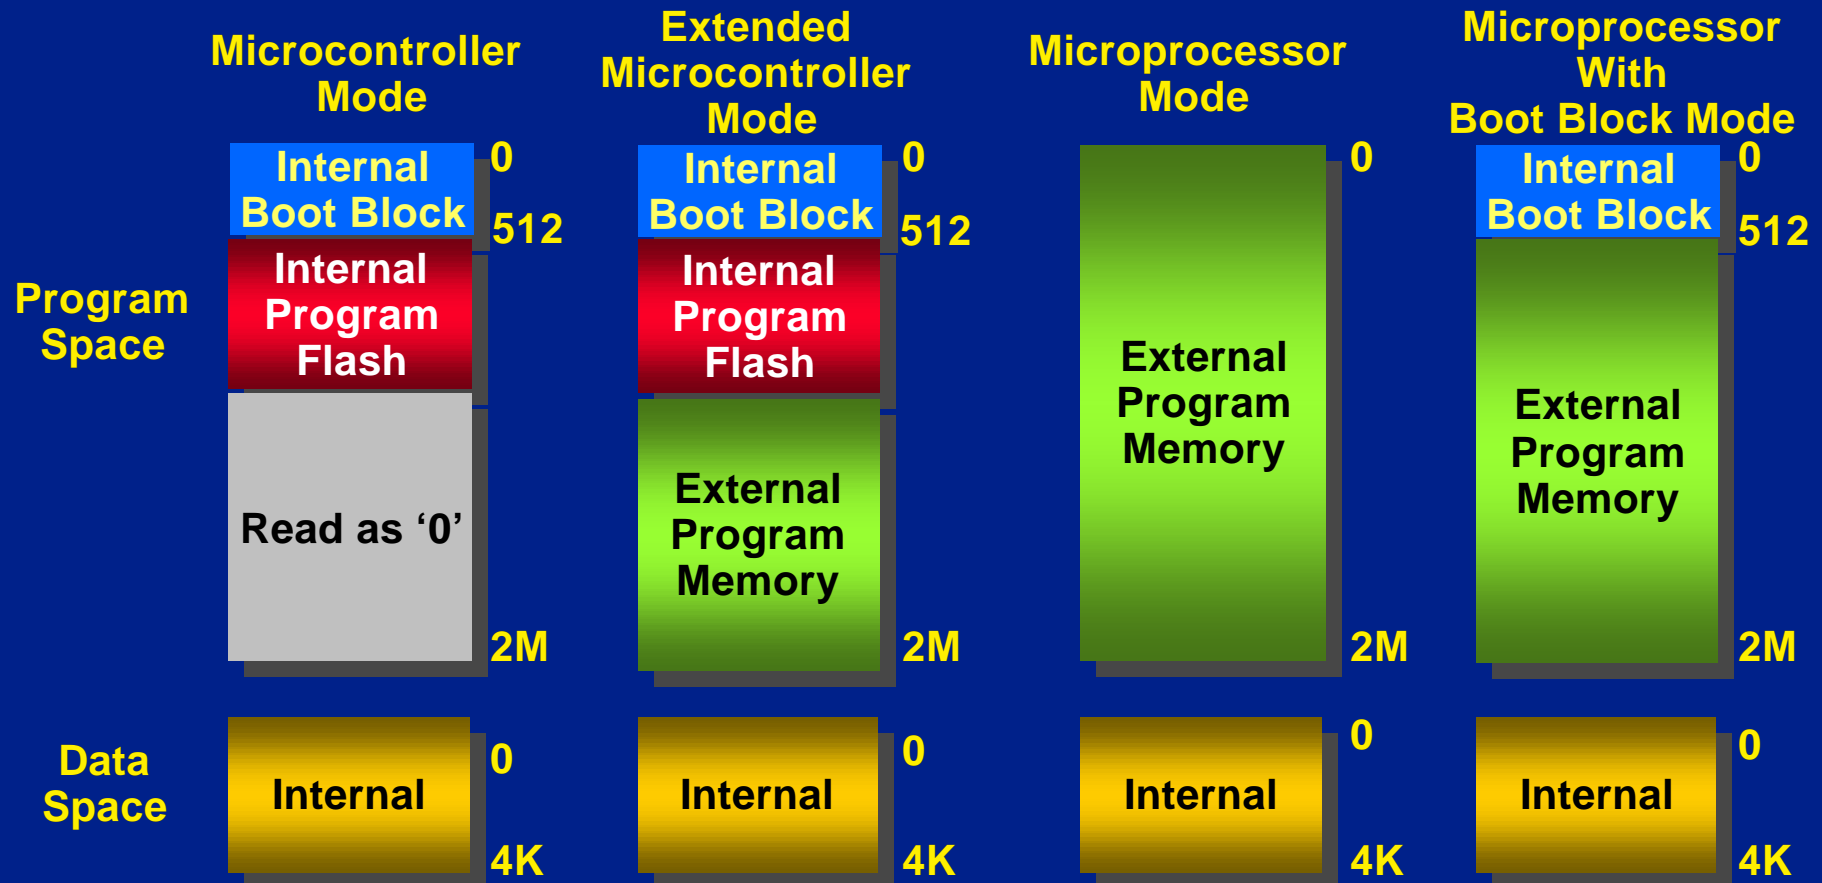 Microcontroller
Mode
Extended
Microcontroller
Mode
Microprocessor
Mode
Microprocessor
With
Boot Block Mode
Program
Space
Internal
Boot Block
0
512
Internal
Program
Flash
Read as ‘0’
2M
Internal
Boot Block
0
512
Internal
Program
Flash
External
Program
Memory
2M
0
External
Program
Memory
2M
Internal
Boot Block
0
512
External
Program
Memory
2M
Data
Space
Internal
0
4K
Internal
0
4K
Internal
0
4K
Internal
0
4K